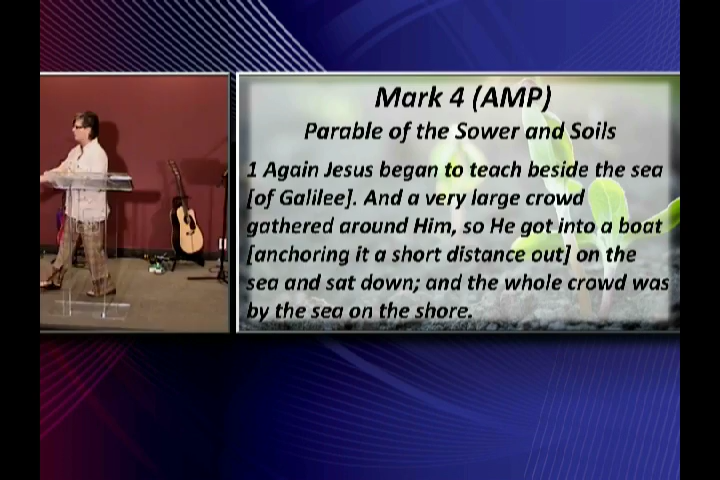 Mark 4 (AMP)
Parable of the Sower and Soils
1 Again Jesus began to teach beside the sea
[of Galilee]. And a very large crowd
gathered around Him, so He got into a boat
[anchoring it a short distance out] on the
sea and sat down; and the whole crowd was
by the sea on the shore.